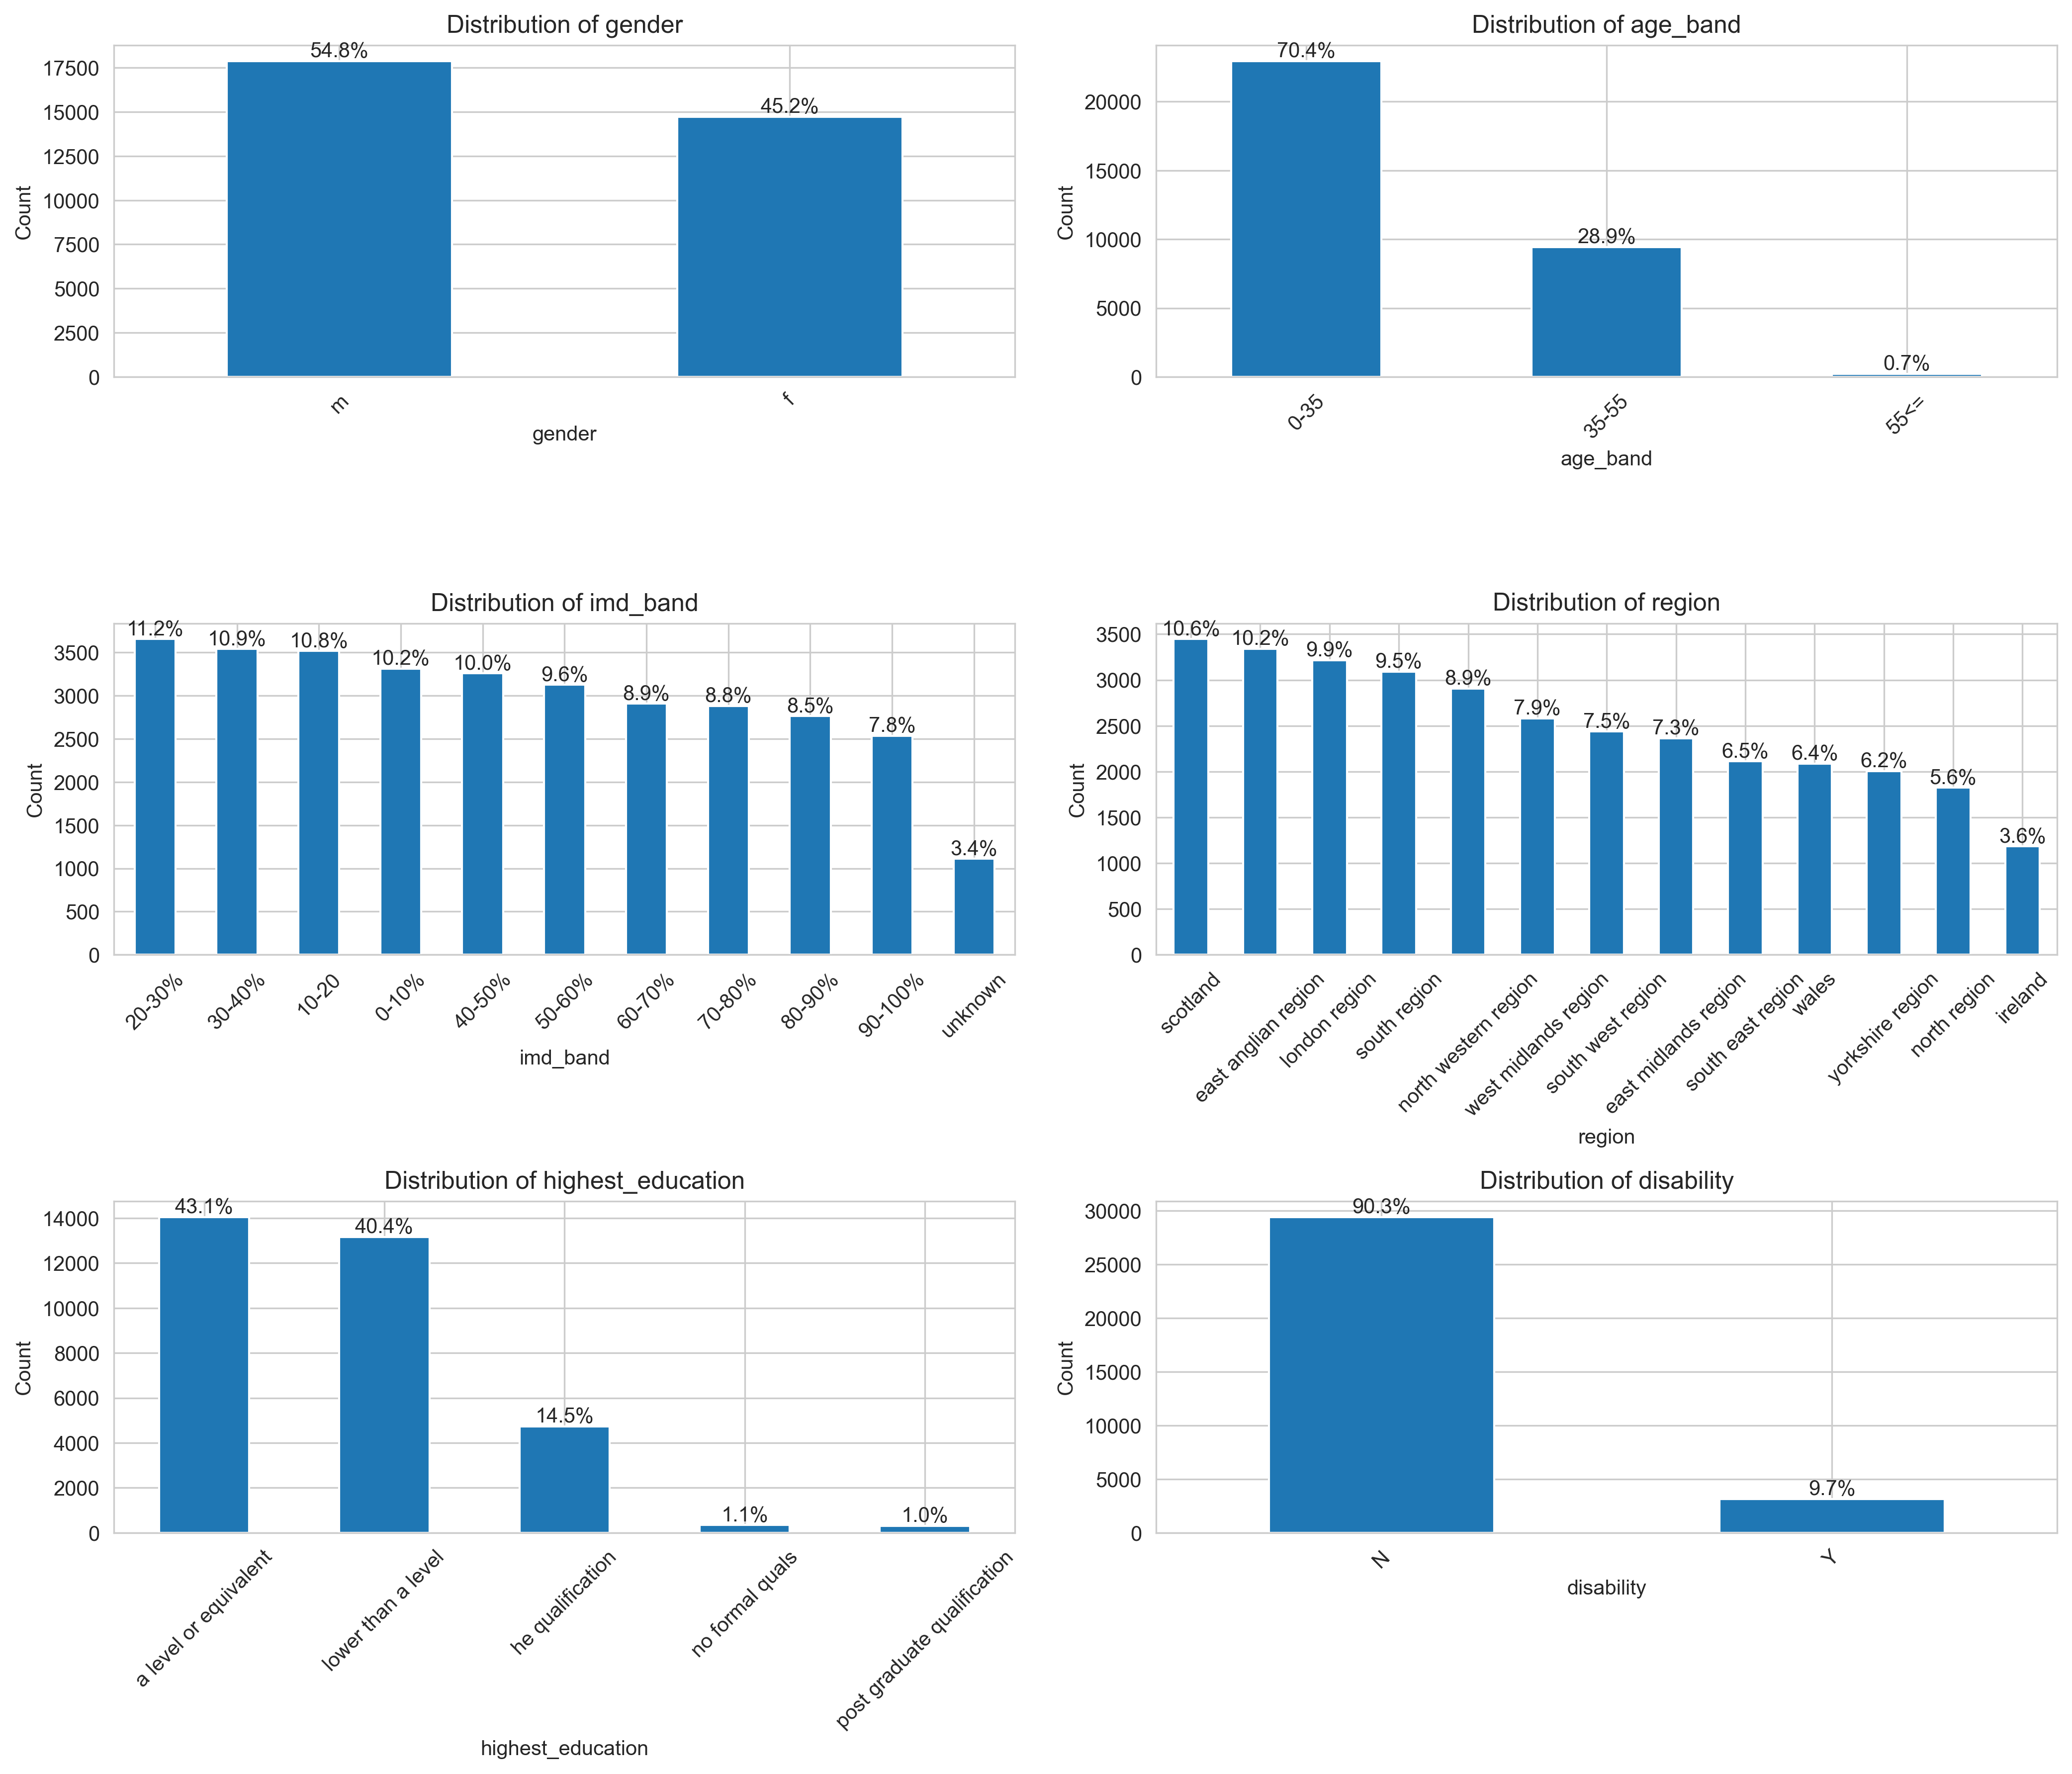 Distribution of gender
54.8%
45.2%
17500
15000
12500
10000
7500
5000
2500
0
Count
m
f
gender
Distribution of age_band
70.4%
28.9%
0.7%
20000
15000
10000
5000
0
Count
0-35
35-55
55<=
age_band
Distribution of imd_band
11.2%
10.9%
10.8%
10.2%
10.0%
9.6%
8.9%
8.8%
8.5%
7.8%
3.4%
3500
3000
2500
2000
1500
1000
500
0
Count
20-30%
30-40%
10-20
0-10%
40-50%
50-60%
60-70%
70-80%
80-90%
90-100%
unknown
imd_band
Distribution of region
10.6%
10.2%
9.9%
9.5%
8.9%
7.9%
7.5%
7.3%
6.5%
6.4%
6.2%
5.6%
3.6%
3500
3000
2500
2000
1500
1000
500
0
Count
scotland
east anglian region
london region
south region
north western region
west midlands region
south west region
east midlands region
south east region
wales
yorkshire region
north region
ireland
region
Distribution of highest_education
43.1%
40.4%
14.5%
1.1%
1.0%
14000
12000
10000
8000
6000
4000
2000
0
Count
a level or equivalent
lower than a level
he qualification
no formal quals
post graduate qualification
highest_education
Distribution of disability
90.3%
9.7%
30000
25000
20000
15000
10000
5000
0
Count
N
Y
disability